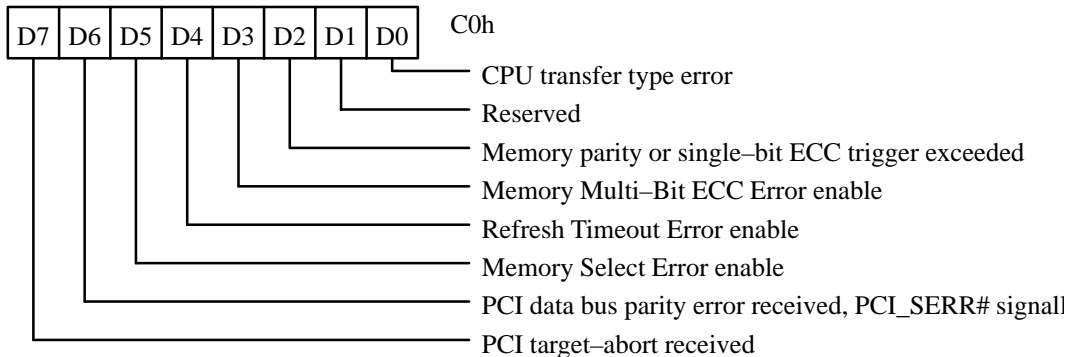 D7 D6 D5 D4 D3 D2 D1 D0 C0h
CPU transfer type error
Reserved
Memory parity or single–bit ECC trigger exceeded
Memory Multi–Bit ECC Error enable
Refresh Timeout Error enable
Memory Select Error enable
PCI data bus parity error received, PCI_SERR# signall
PCI target–abort received